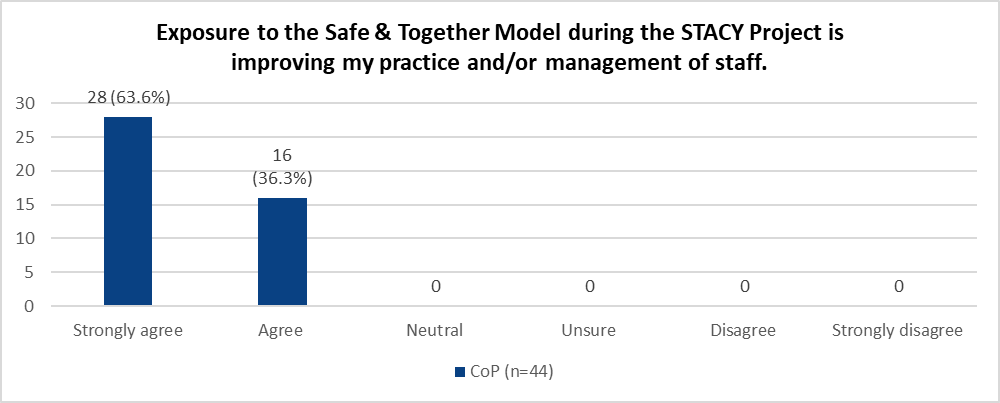 Exposure to the Safe & Together Model during the STACY Project is
improving my practice and/or management of staff.
28 (63.6%)
30
25
20
15
10
5
0
16
(36.3%)
0
0
0
0
Strongly agree
Agree
Neutral
Unsure
Disagree
Strongly disagree
CoP (n=44)